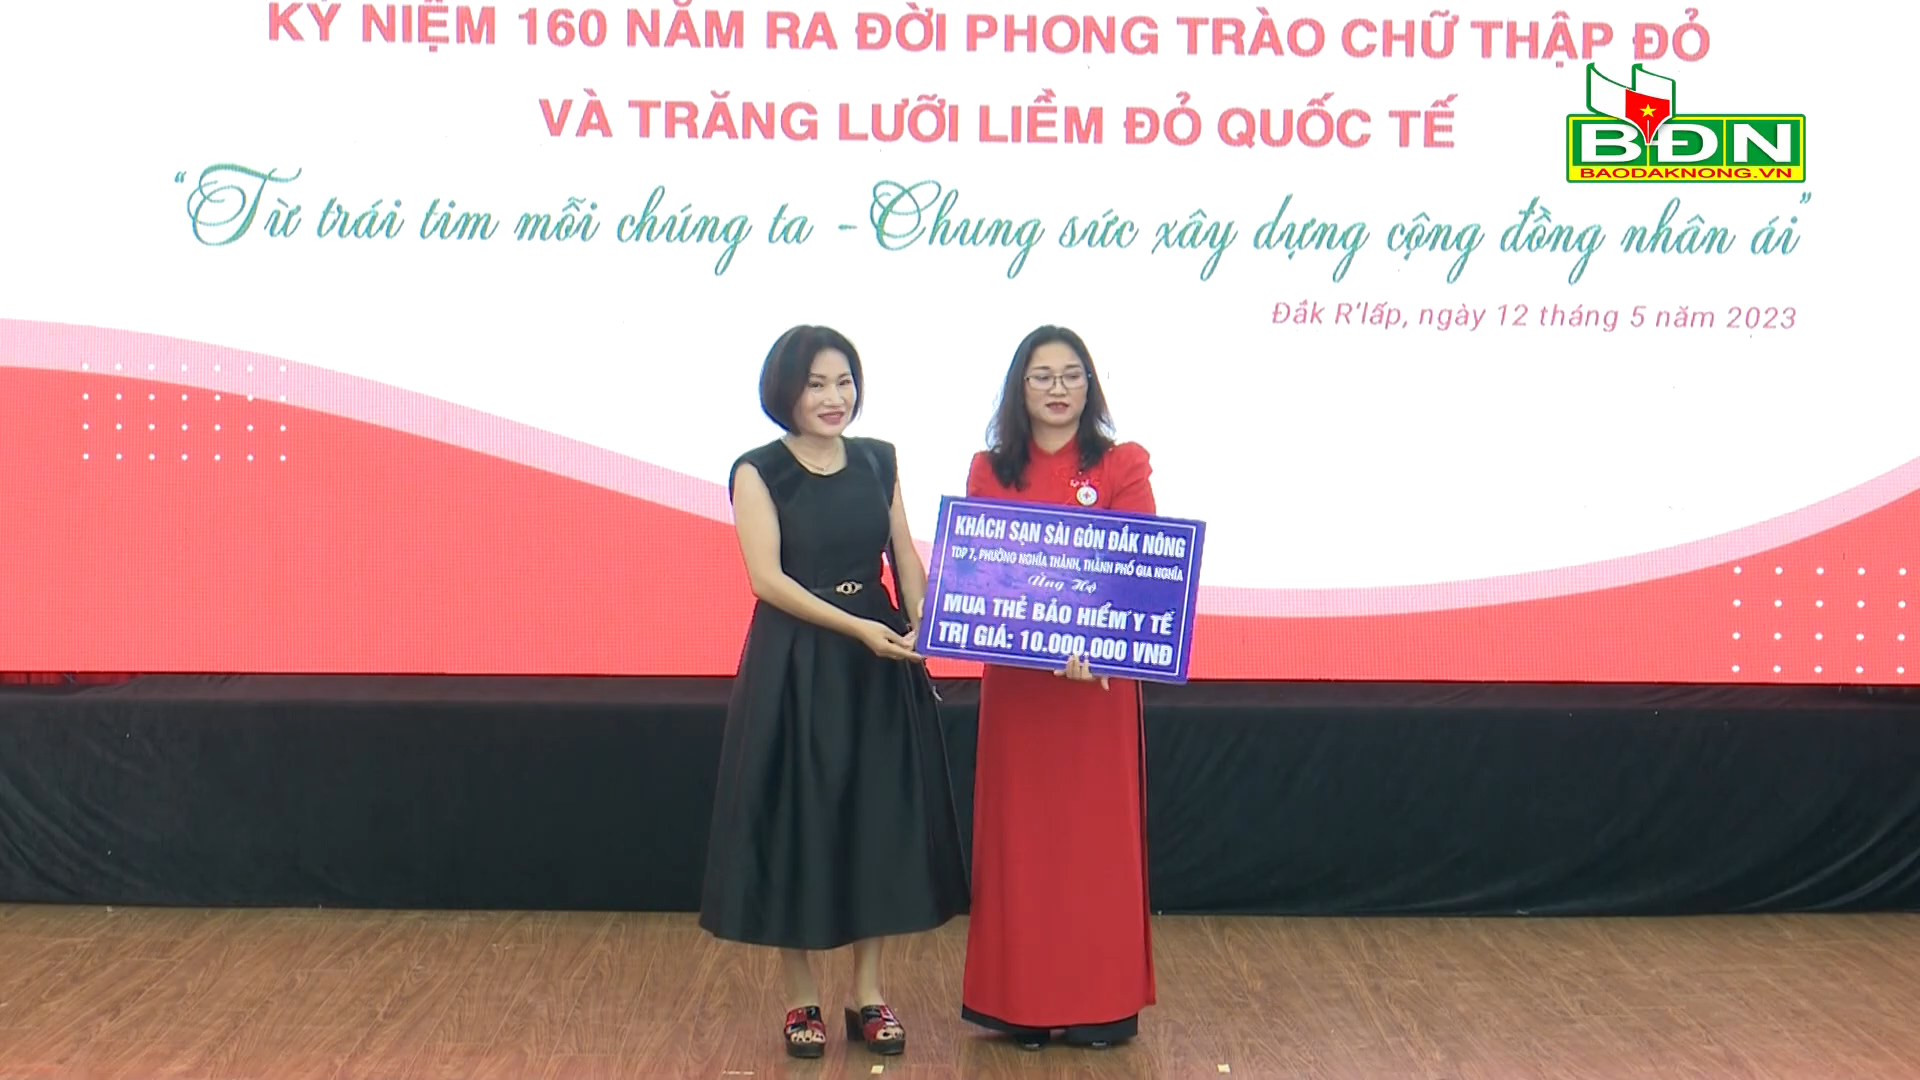 KỶ NIỆM 160 NĂM RA ĐỜI PHONG TRÀO CHỮ THẬP ĐỎ
VÀ TRĂNG LƯỠI LIỀM ĐỎ QUỐC TẾ
BĐN
BAODAKNONG.VN
"Từ trái tim mỗi chúng ta - Chung sức xây dựng cộng đồng nhân ái"
Đắk R'lấp, ngày 12 tháng 5 năm 2023
KHÁCH SẠN SÀI GÒN ĐẮK NÔNG
TDP 7, PHƯỜNG NGHĨA THÀNH, THÀNH PHỐ GIA NGHĨA
Ủng Hộ
MUA THẺ BẢO HIỂM Y TẾ
TRỊ GIÁ: 10.000.000 VNĐ